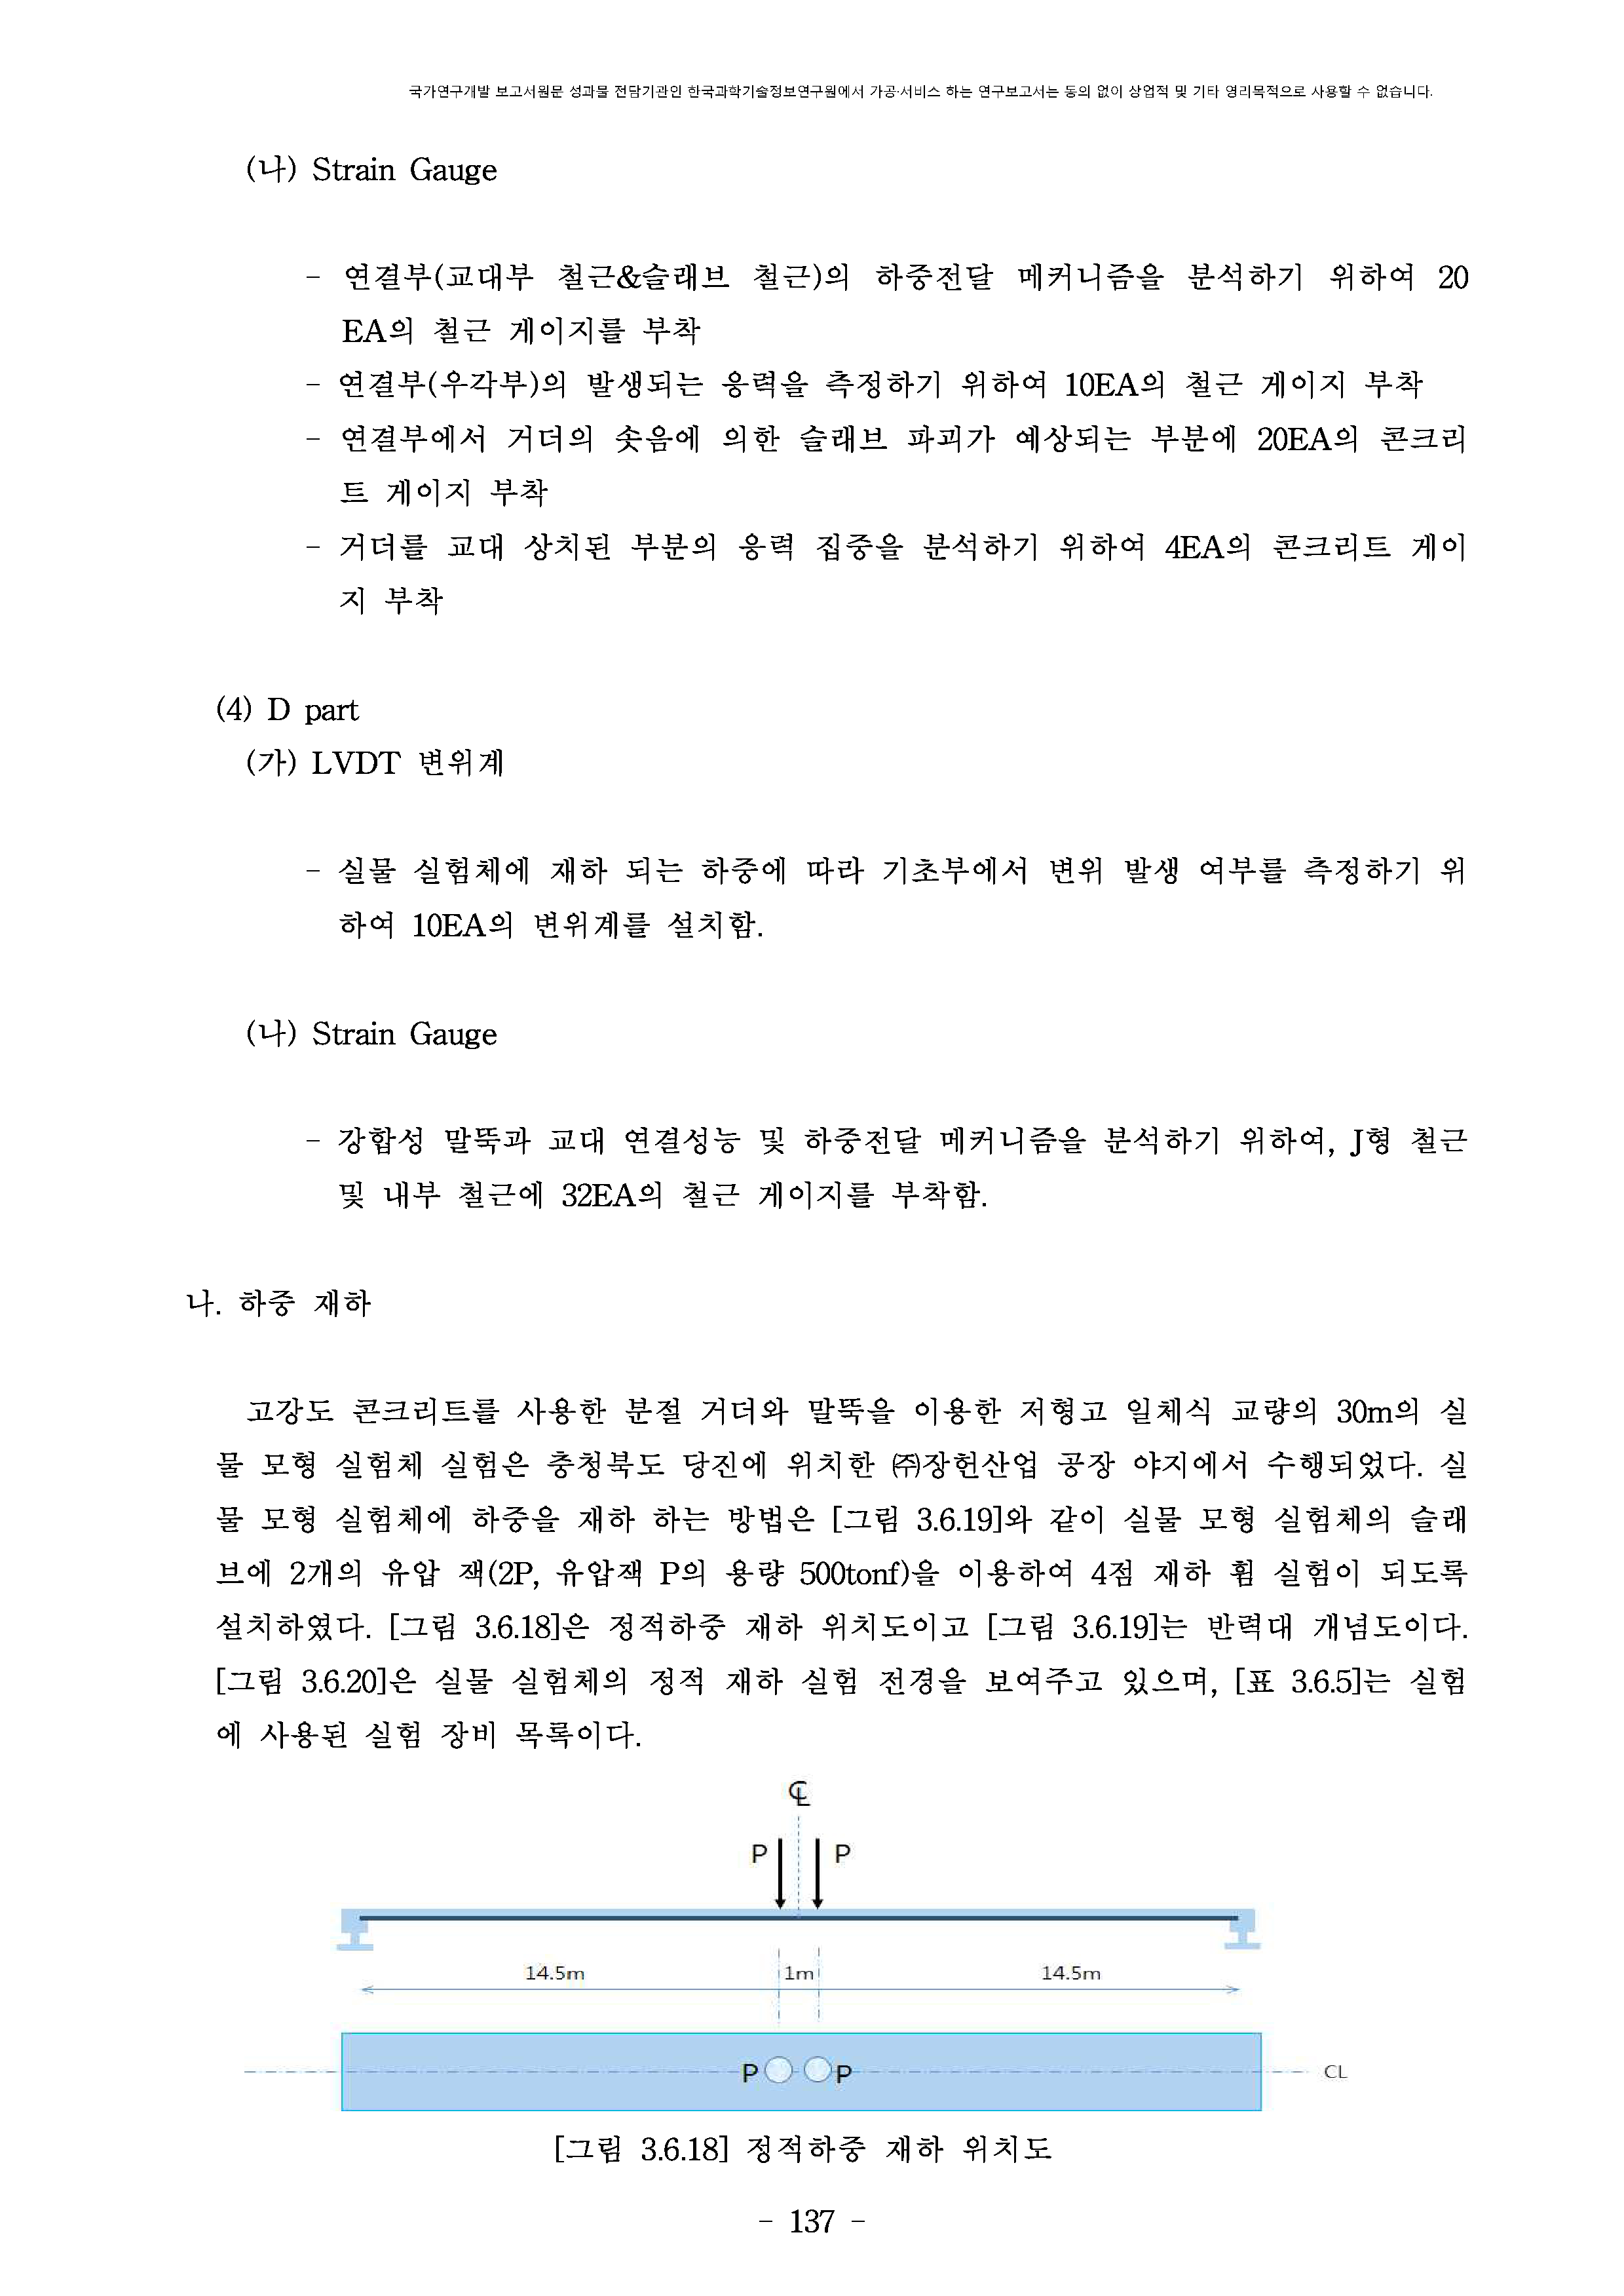 국가연구개발 보고서원문 성과물 전담기관인 한국과학기술정보연구원에서 가공·서비스 하는 연구보고서는 동의 없이 상업적 및 기타 영리목적으로 사용할 수 없습니다.
(나) Strain Gauge
- 연결부(교대부 철근&슬래브 철근)의 하중전달 메커니즘을 분석하기 위하여 20
EA의 철근 게이지를 부착
- 연결부(우각부)의 발생되는 응력을 측정하기 위하여 10EA의 철근 게이지 부착
- 연결부에서 거더의 솟음에 의한 슬래브 파괴가 예상되는 부분에 20EA의 콘크리
트 게이지 부착
- 거더를 교대 상치된 부분의 응력 집중을 분석하기 위하여 4EA의 콘크리트 게이
지 부착
(4) D part
(가) LVDT 변위계
- 실물 실험체에 재하 되는 하중에 따라 기초부에서 변위 발생 여부를 측정하기 위
하여 10EA의 변위계를 설치함.
(나) Strain Gauge
- 강합성 말뚝과 교대 연결성능 및 하중전달 메커니즘을 분석하기 위하여, J형 철근
및 내부 철근에 32EA의 철근 게이지를 부착함.
나. 하중 재하
고강도 콘크리트를 사용한 분절 거더와 말뚝을 이용한 저형고 일체식 교량의 30m의 실
물 모형 실험체 실험은 충청북도 당진에 위치한 ㈜장헌산업 공장 야지에서 수행되었다. 실
물 모형 실험체에 하중을 재하 하는 방법은 [그림 3.6.19]와 같이 실물 모형 실험체의 슬래
브에 2개의 유압 잭(2P, 유압잭 P의 용량 500tonf)을 이용하여 4점 재하 휨 실험이 되도록
설치하였다. [그림 3.6.18]은 정적하중 재하 위치도이고 [그림 3.6.19]는 반력대 개념도이다.
[그림 3.6.20]은 실물 실험체의 정적 재하 실험 전경을 보여주고 있으며, [표 3.6.5]는 실험
에 사용된 실험 장비 목록이다.
℄
P P
14.5m 1m 14.5m
P P CL
[그림 3.6.18] 정적하중 재하 위치도
- 137 -